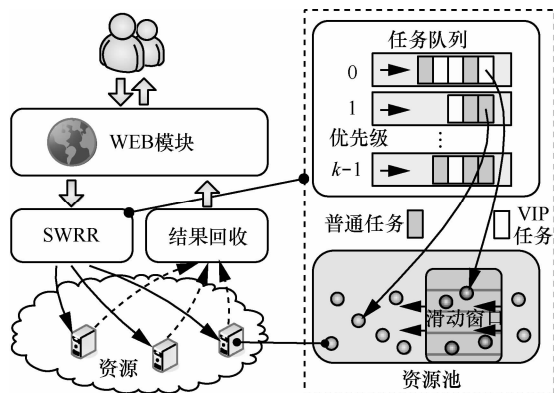 任务队列
0
1
优先级
⋮
k-1
普通任务
VIP
任务
WEB模块
SWRR
结果回收
滑动窗
资源
资源池